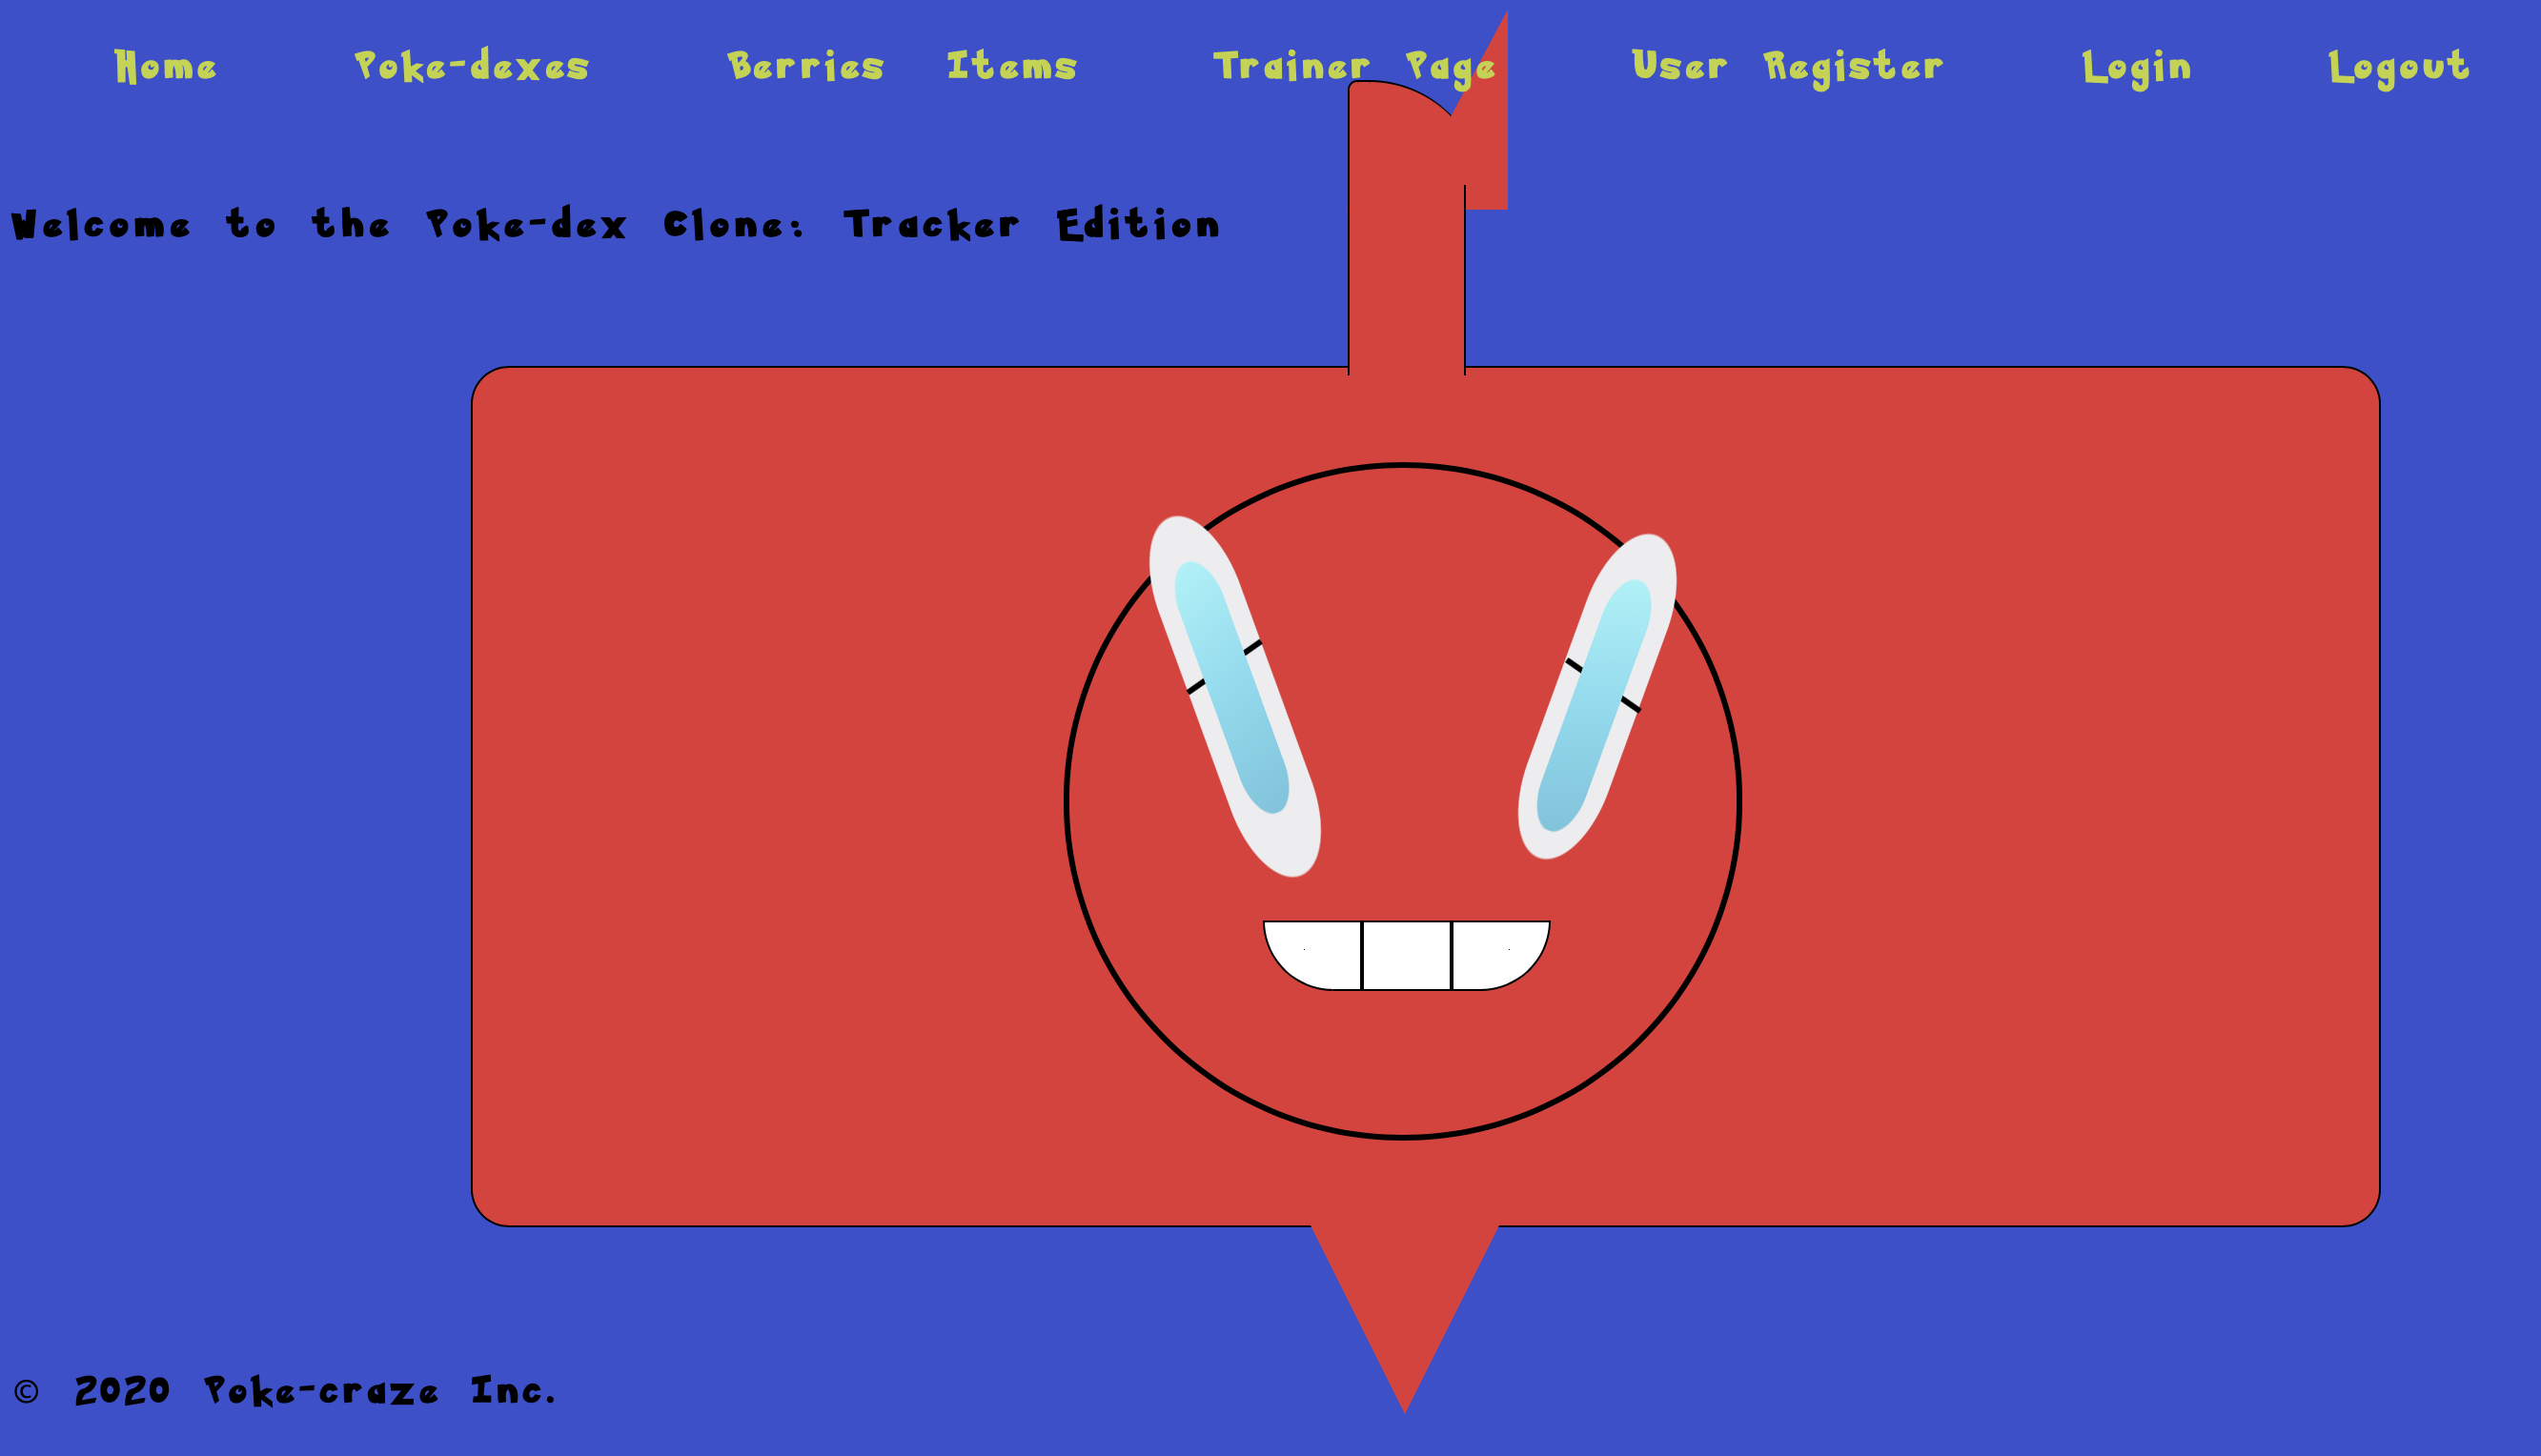 Home Poke-dexes Berries Items Trainer Page User Register Login Logout
Welcome to the Poke-dex Clone: Tracker Edition
© 2020 Poke-craze Inc.